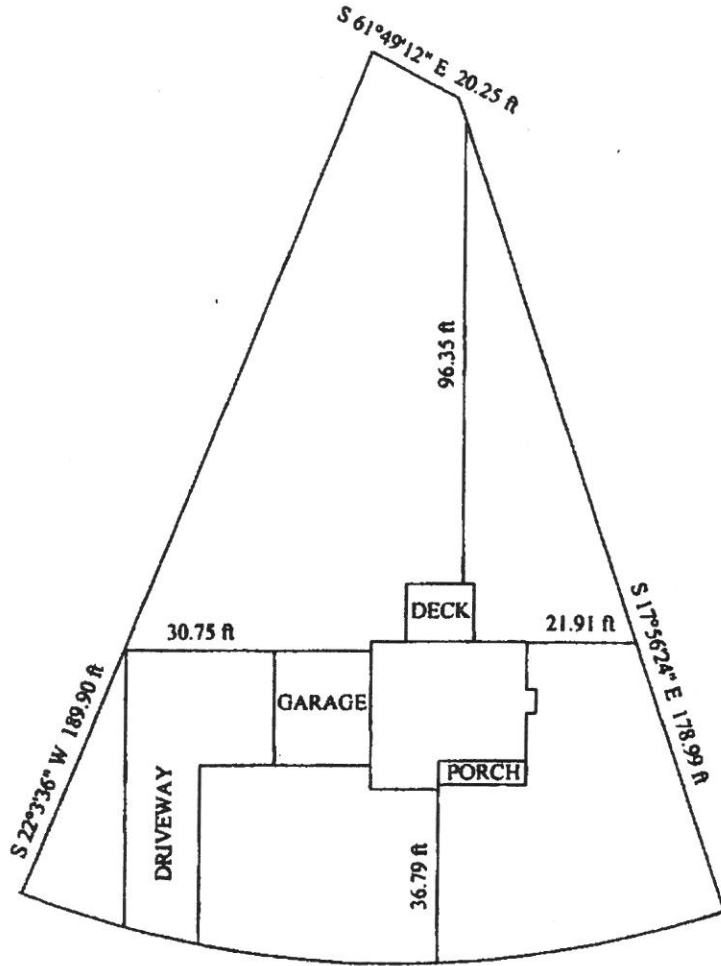 S 61°49'12" E 20.25 ft
96.35 ft
DECK
30.75 ft
21.91 ft
GARAGE
S 22°3'36" W 189.90 ft
S 17°56'24" E 178.99 ft
PORCH
DRIVEWAY
36.79 ft